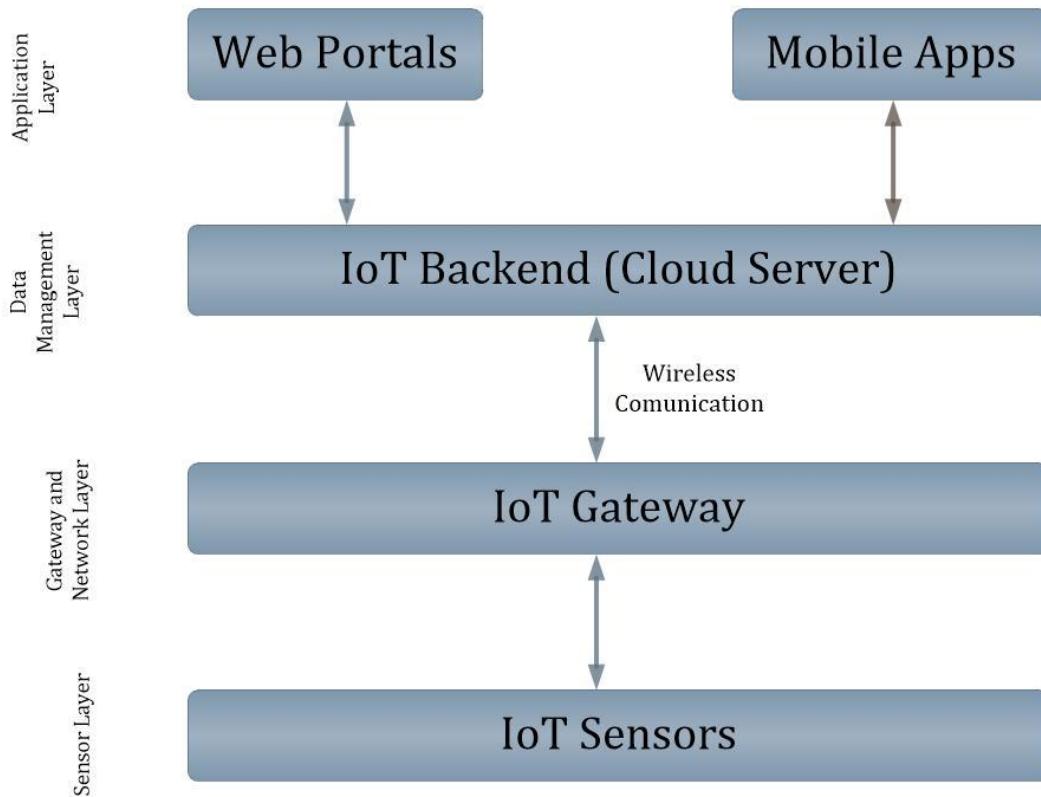 Application
Layer
Web Portals
Mobile Apps
Data
Management
Layer
IoT Backend (Cloud Server)
Wireless
Comunication
Gateway and
Network Layer
IoT Gateway
Sensor Layer
IoT Sensors